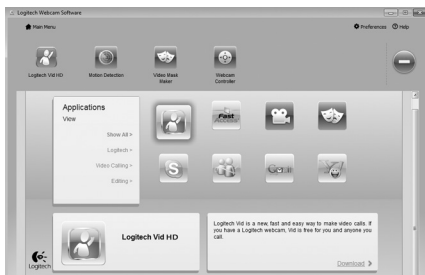 Logitech Webcam Software
Main Menu
Preferences
Help
Logitech Vid HD
Motion Detection
Video Mask
Maker
Webcam
Controller
Applications
View
Show All >
Logitech >
Video Calling >
Editing >
Fast
Access
Logitech Vid HD
Logitech Vid is a new, fast and easy way to make video calls. If
you have a Logitech webcam, Vid is free for you and anyone you
call.
Download >
Logitech